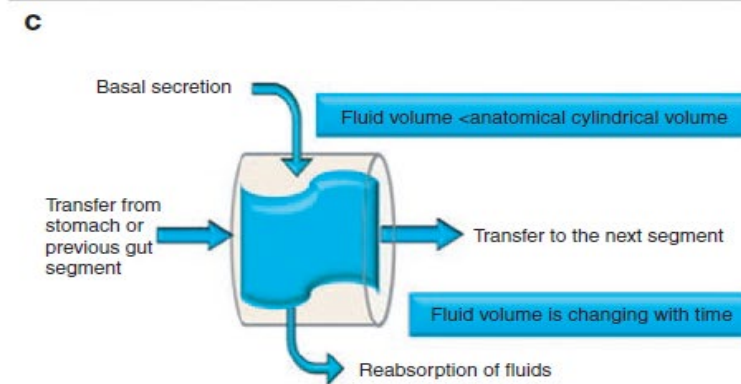 C
Basal secretion
Fluid volume <anatomical cylindrical volume
Transfer from
stomach or
previous gut
segment
Transfer to the next segment
Fluid volume is changing with time
Reabsorption of fluids